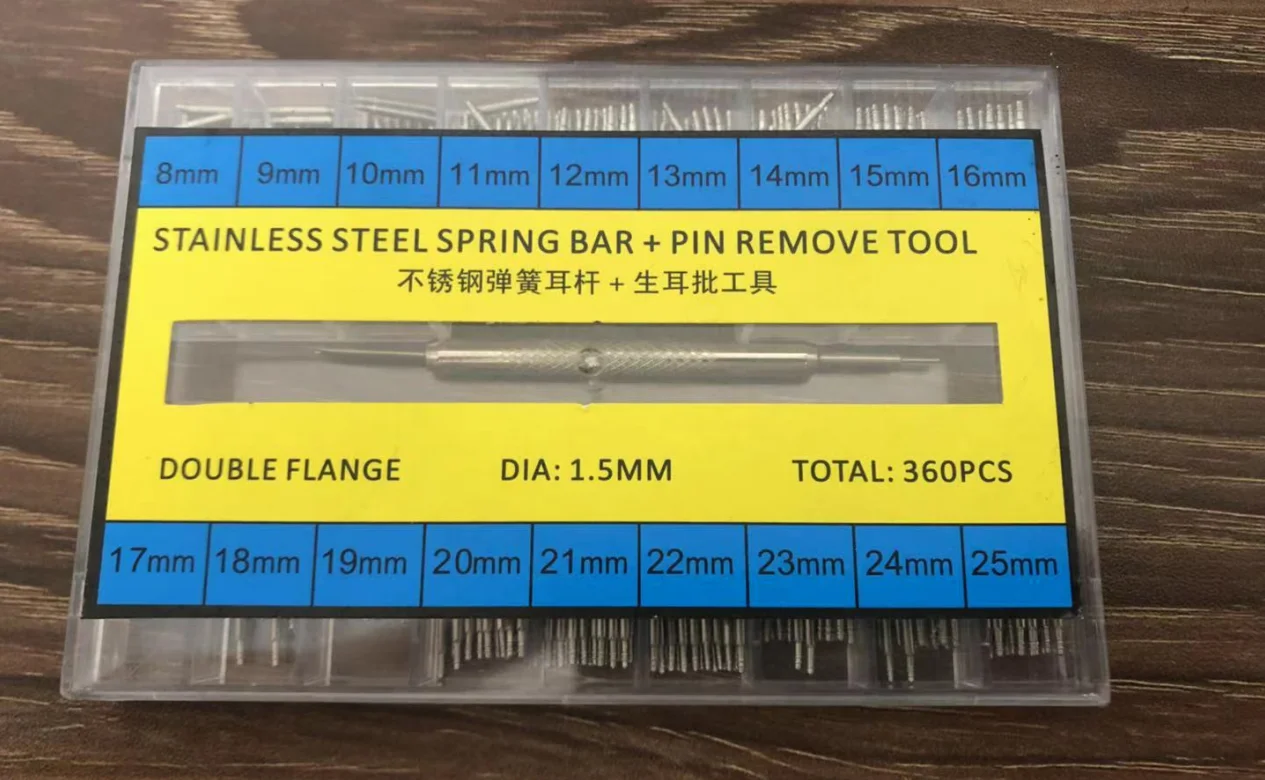 8mm 9mm 10mm 11mm 12mm 13mm 14mm 15mm 16mm
STAINLESS STEEL SPRING BAR + PIN REMOVE TOOL
不锈钢弹簧耳杆 + 生耳批工具
DOUBLE FLANGE DIA: 1.5MM TOTAL: 360PCS
17mm 18mm 19mm 20mm 21mm 22mm 23mm 24mm 25mm